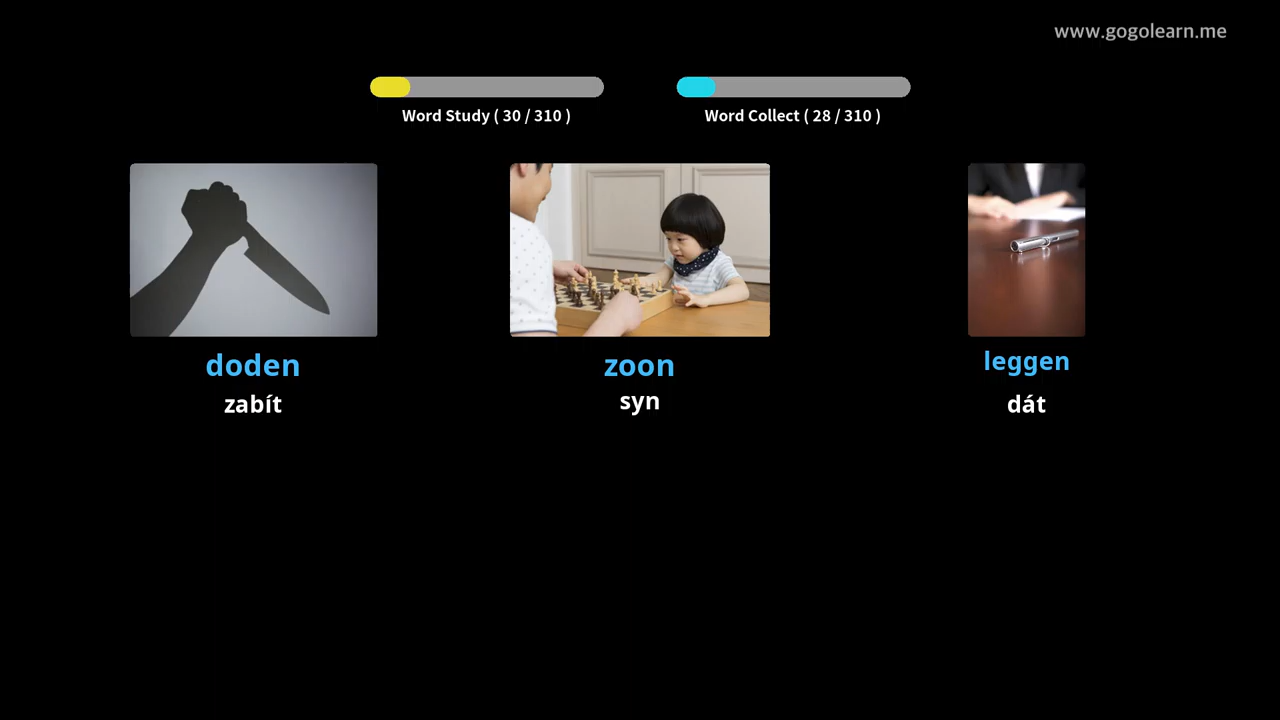 www.gogolearn.me
Word Study ( 30 / 310 )
Word Collect ( 28 / 310 )
doden
zoon
leggen
zabít
syn
dát